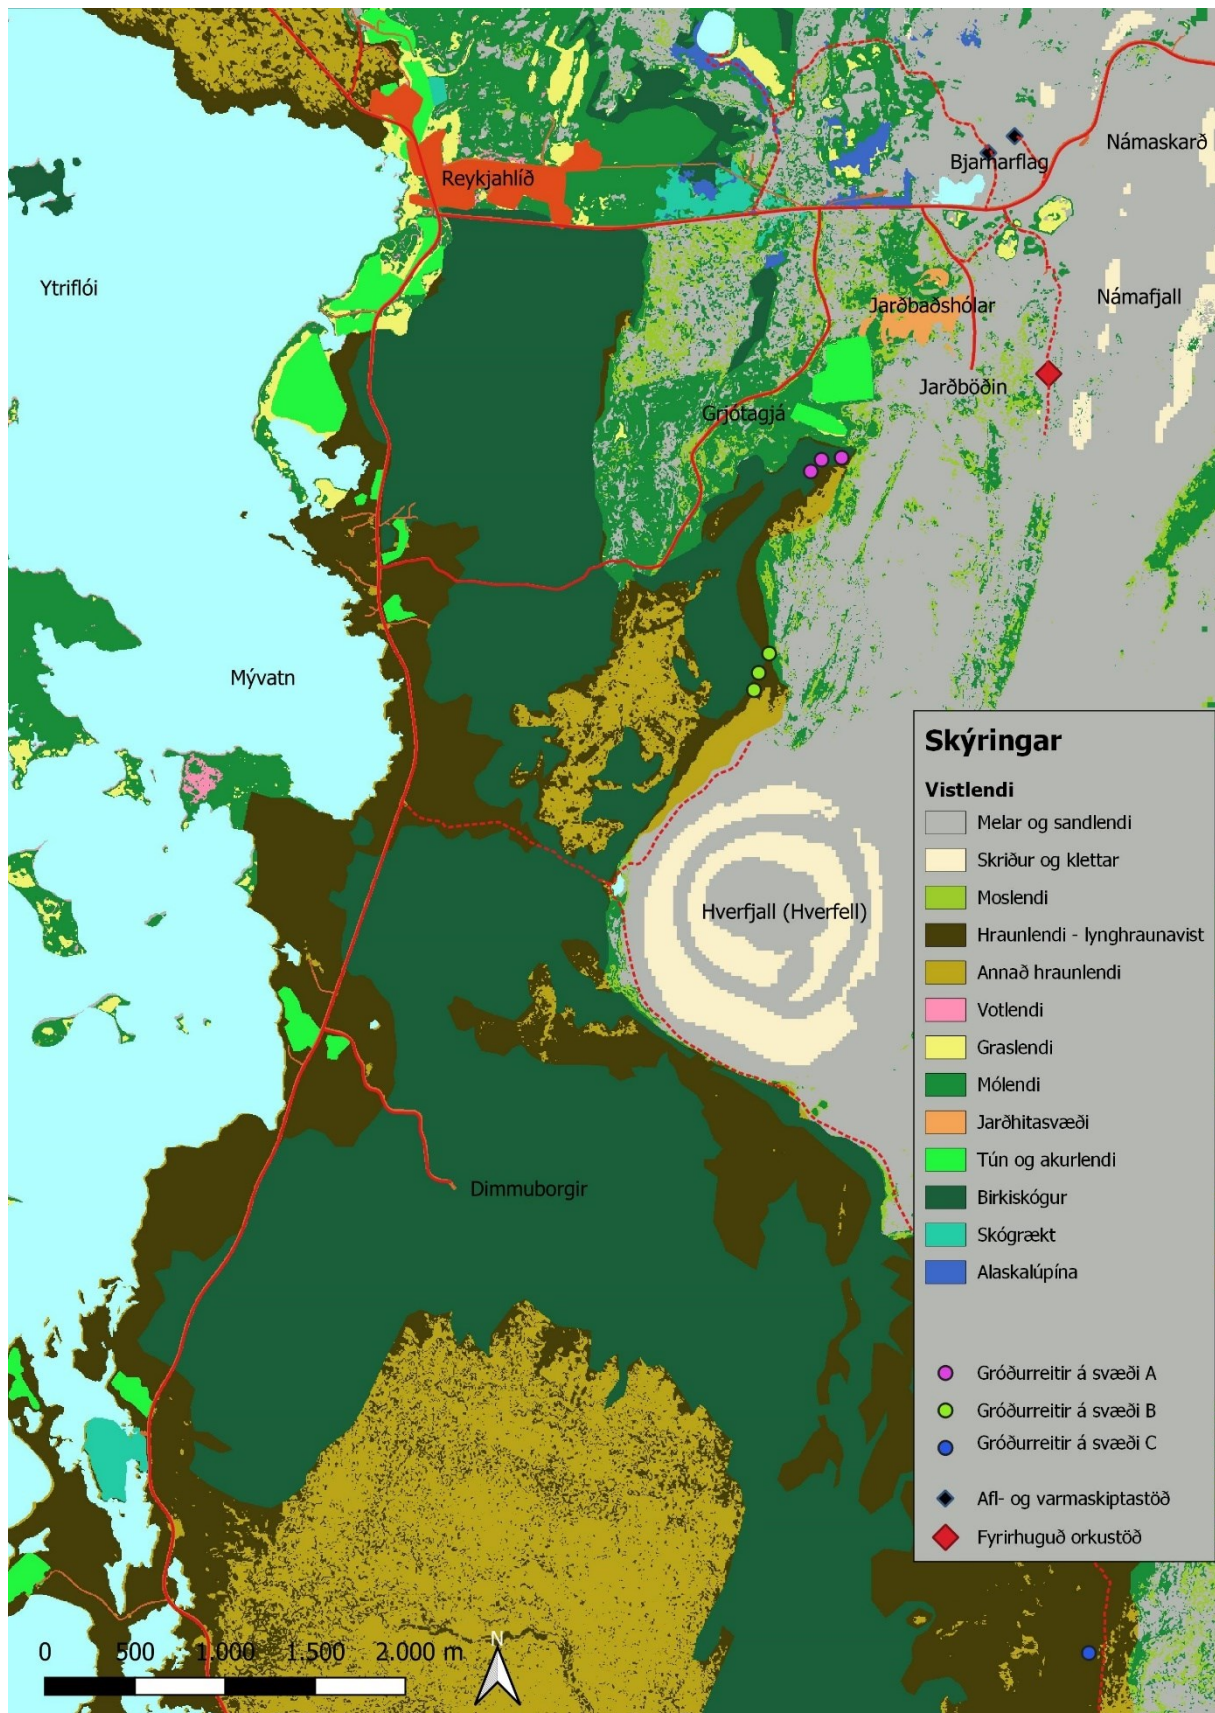 Námaskarð
Bjarnarflag
Reykjahlíð
Ytriflói
Námafjall
Jarðbaðshólar
Jarðböðin
Grjótagjá
Mývatn
Hverfjall (Hverfell)
Dimmuborgir
Skýringar
Vistlendi
Melar og sandlendi
Skriður og klettar
Moslendi
Hraunlendi - lynghraunavist
Annað hraunlendi
Votlendi
Graslendi
Mólendi
Jarðhitasvæði
Tún og akurlendi
Birkiskógur
Skógrækt
Alaskalúpína
Gróðurreitir á svæði A
Gróðurreitir á svæði B
Gróðurreitir á svæði C
Afl- og varmaskiptastöð
Fyrirhuguð orkustöð
0 500 1.000 1.500 2.000 m
N